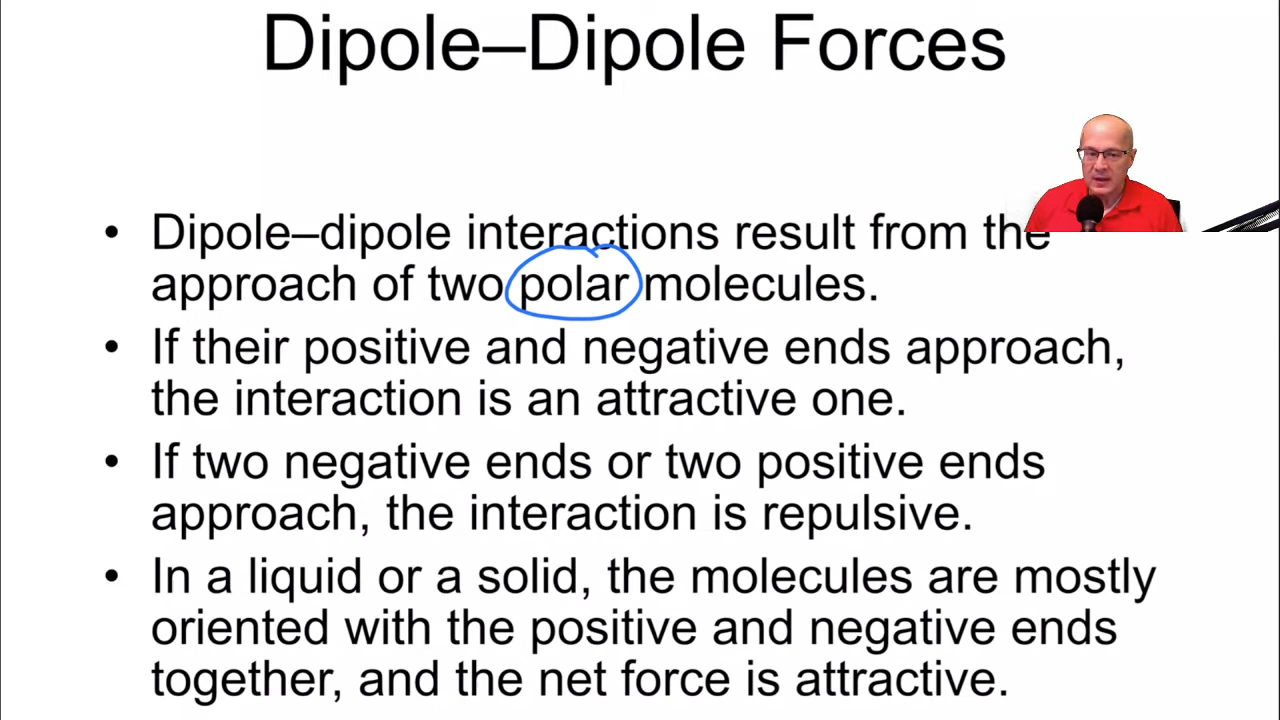 Dipole–Dipole Forces
• Dipole–dipole interactions result from the
approach of two polar molecules.
• If their positive and negative ends approach,
the interaction is an attractive one.
• If two negative ends or two positive ends
approach, the interaction is repulsive.
• In a liquid or a solid, the molecules are mostly
oriented with the positive and negative ends
together, and the net force is attractive.